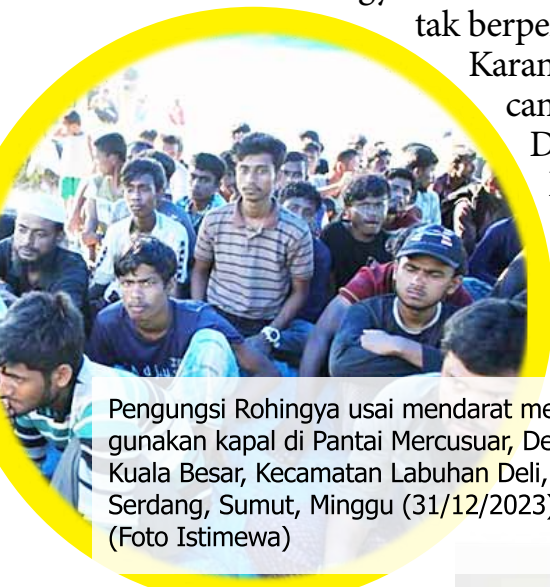 tak berpe
Karan
can
D
Pengungsi Rohingya usai mendarat me
gunakan kapal di Pantai Mercusuar, De
Kuala Besar, Kecamatan Labuhan Deli,
Serdang, Sumut, Minggu (31/12/2023)
(Foto Istimewa)